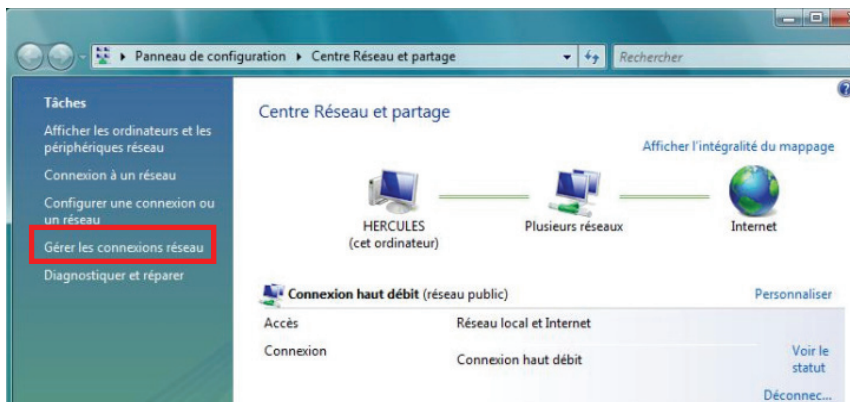 Panneau de configuration Centre Réseau et partage
Rechercher
Tâches
Afficher les ordinateurs et les
périphériques réseau
Connexion à un réseau
Configurer une connexion ou
un réseau
Gérer les connexions réseau
Diagnostiquer et réparer
Centre Réseau et partage
Afficher l'intégralité du mappage
HERCULES
(cet ordinateur)
Plusieurs réseaux
Internet
Connexion haut débit (réseau public)
Personnaliser
Accès
Réseau local et Internet
Connexion
Connexion haut débit
Voir le
statut
Déconnec...